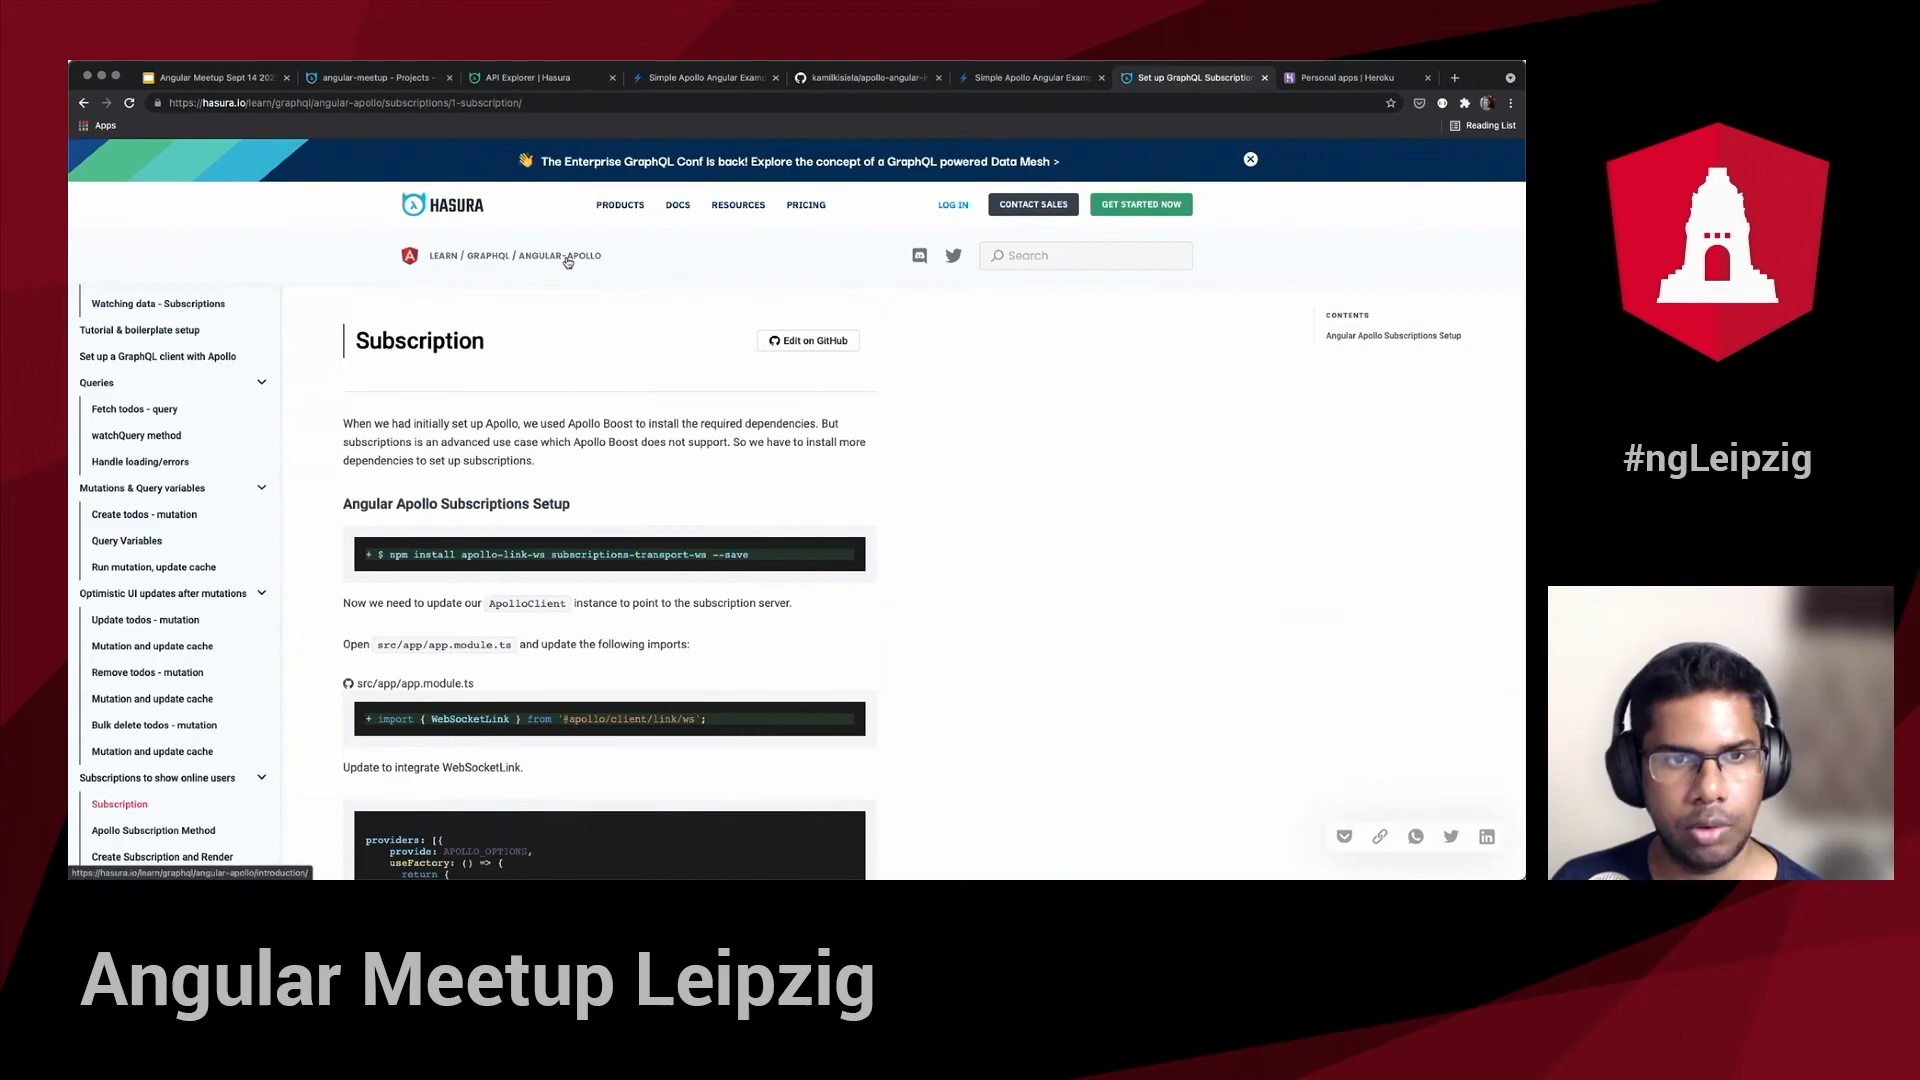 Angular Meetup Sept 14 202
angular-meetup - Projects -
API Explorer | Hasura
Simple Apollo Angular Examp
kamilkisiela/apollo-angular-i
Simple Apollo Angular Examp
Set up GraphQL Subscriptio
Personal apps | Heroku
https://hasura.io/learn/graphql/angular-apollo/subscriptions/1-subscription/
Apps
Reading List
The Enterprise GraphQL Conf is back! Explore the concept of a GraphQL powered Data Mesh >
HASURA
PRODUCTS
DOCS
RESOURCES
PRICING
LOG IN
CONTACT SALES
GET STARTED NOW
LEARN / GRAPHQL / ANGULAR-APOLLO
Search
Watching data - Subscriptions
Tutorial & boilerplate setup
Set up a GraphQL client with Apollo
Queries
Fetch todos - query
watchQuery method
Handle loading/errors
Mutations & Query variables
Create todos - mutation
Query Variables
Run mutation, update cache
Optimistic UI updates after mutations
Update todos - mutation
Mutation and update cache
Remove todos - mutation
Mutation and update cache
Bulk delete todos - mutation
Mutation and update cache
Subscriptions to show online users
Subscription
Apollo Subscription Method
Create Subscription and Render
https://hasura.io/learn/graphql/angular-apollo/introduction/
Subscription
Edit on GitHub
When we had initially set up Apollo, we used Apollo Boost to install the required dependencies. But
subscriptions is an advanced use case which Apollo Boost does not support. So we have to install more
dependencies to set up subscriptions.
Angular Apollo Subscriptions Setup
+ $ npm install apollo-link-ws subscriptions-transport-ws --save
Now we need to update our ApolloClient instance to point to the subscription server.
Open src/app/app.module.ts and update the following imports:
src/app/app.module.ts
+ import { WebSocketLink } from '@apollo/client/link/ws';
Update to integrate WebSocketLink.
providers: [{
provide: APOLLO_OPTIONS,
useFactory: () => {
return {
CONTENTS
Angular Apollo Subscriptions Setup
#ngLeipzig
Angular Meetup Leipzig